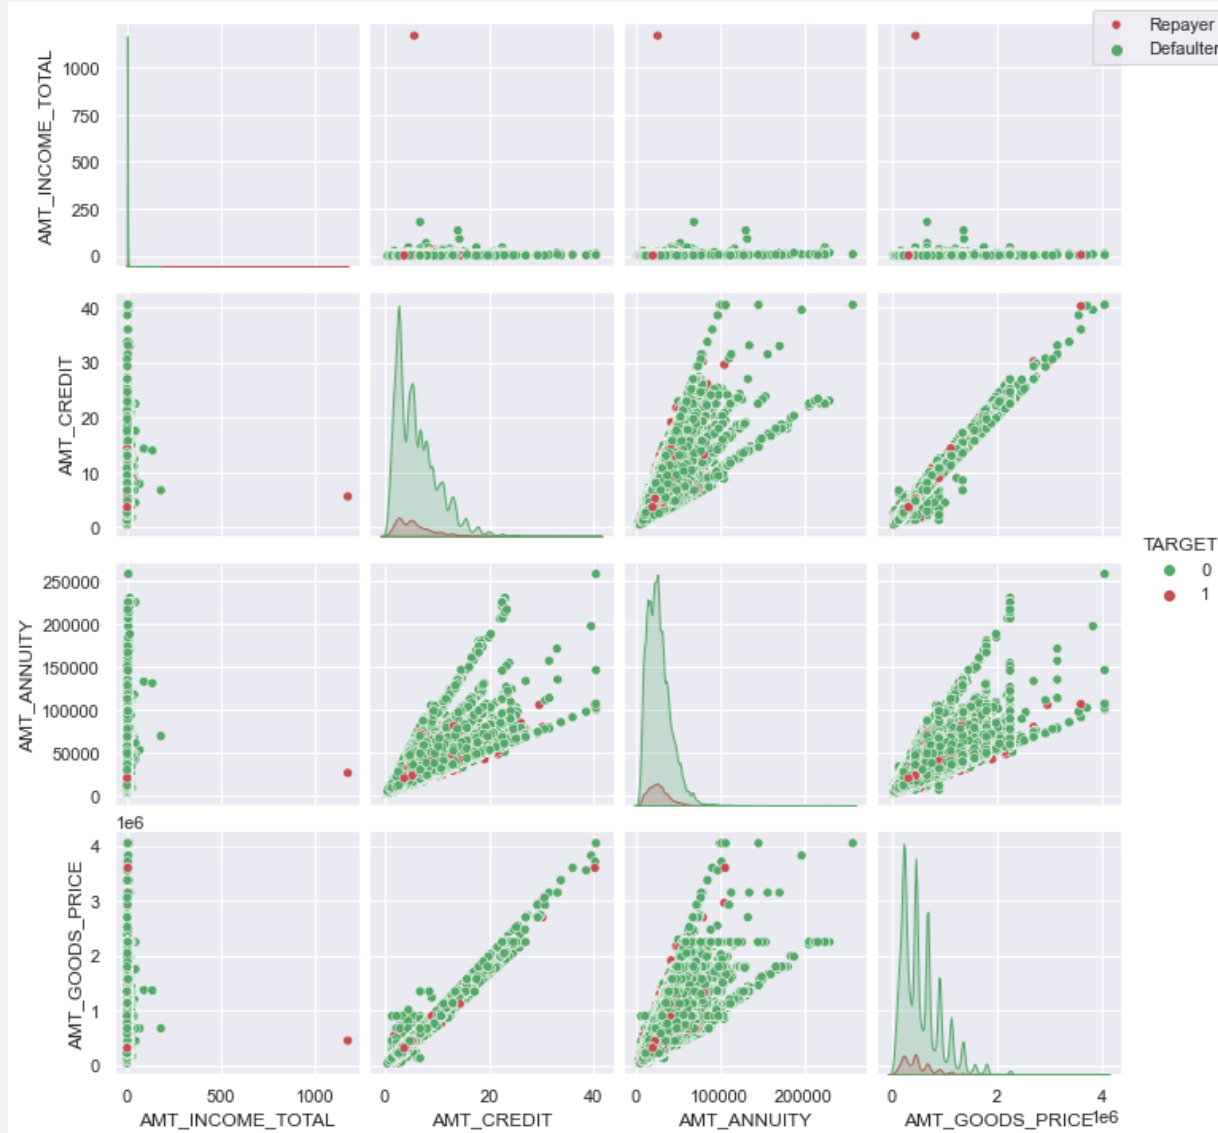 Repayer
Defaulter
AMT_INCOME_TOTAL
1000
750
500
250
0
AMT_CREDIT
40
30
20
10
0
TARGET
0
1
AMT_ANNUITY
250000
200000
150000
100000
50000
0
1e6
AMT_GOODS_PRICE
4
3
2
1
0
0 500 1000
0 20 40
0 100000 200000
0 2 4
AMT_INCOME_TOTAL
AMT_CREDIT
AMT_ANNUITY
AMT_GOODS_PRICE
1e6